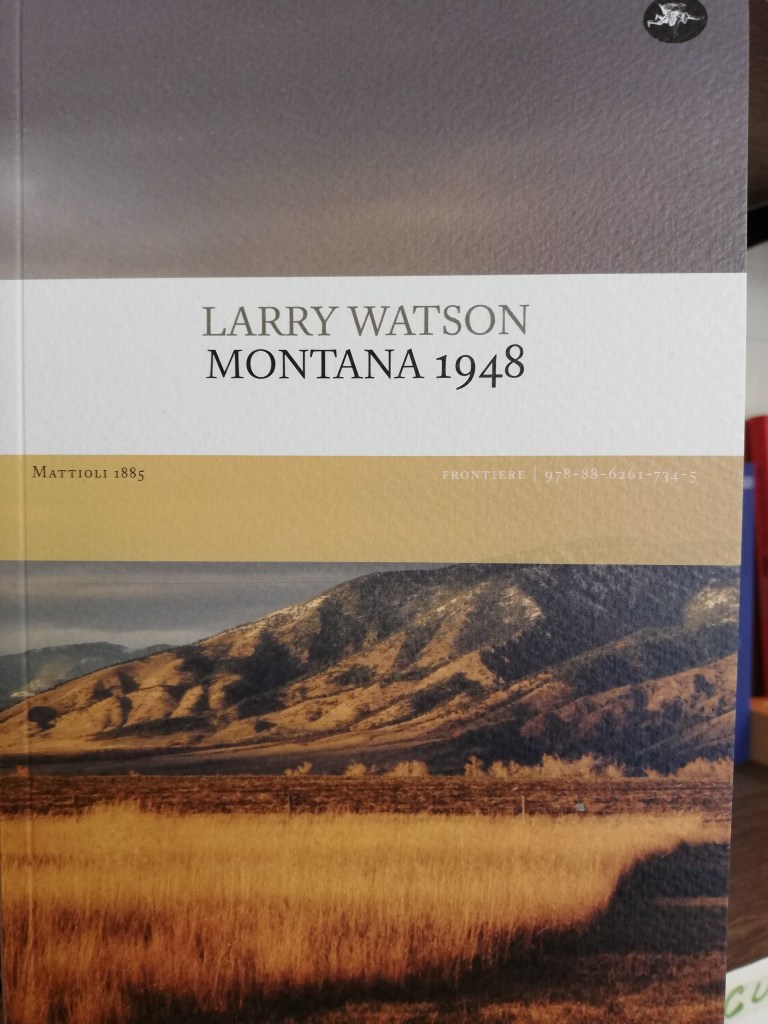 LARRY WATSON
MONTANA 1948
MATTIOLI 1885
FRONTIERE | 978-88-6261-734-5